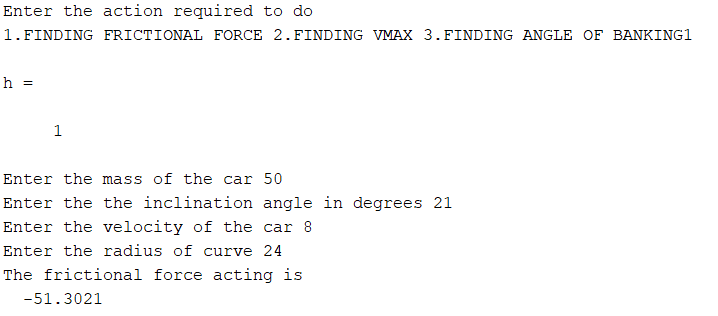 Enter the action required to do
1.FINDING FRICTIONAL FORCE 2.FINDING VMAX 3.FINDING ANGLE OF BANKING1
h =
1
Enter the mass of the car 50
Enter the the inclination angle in degrees 21
Enter the velocity of the car 8
Enter the radius of curve 24
The frictional force acting is
-51.3021